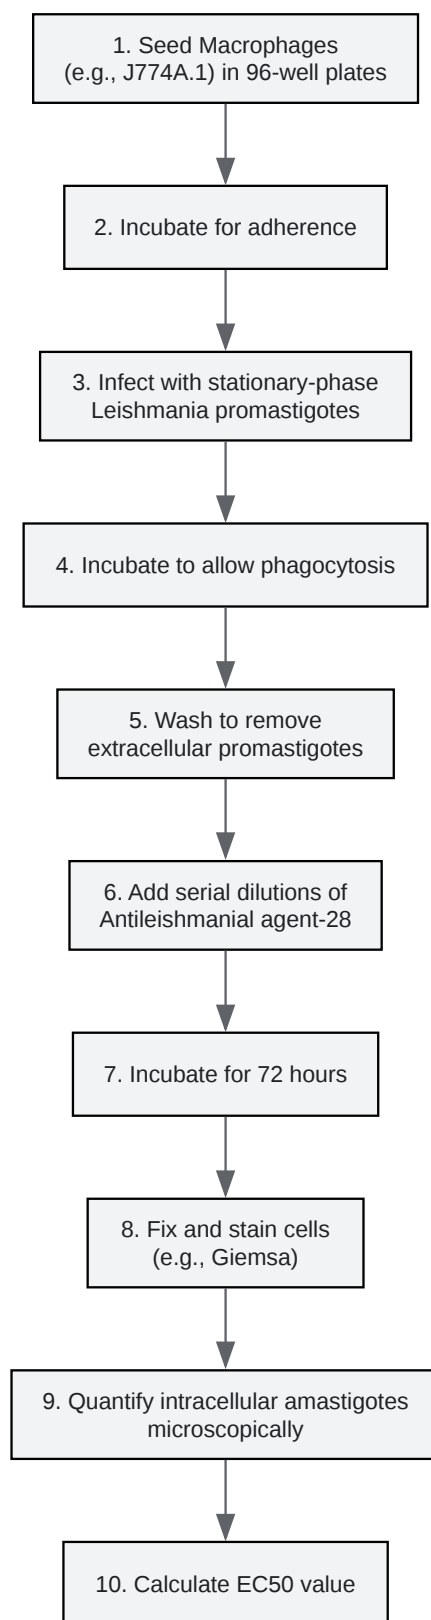 1. Seed Macrophages
(e.g., J774A.1) in 96-well plates
2. Incubate for adherence
3. Infect with stationary-phase
Leishmania promastigotes
4. Incubate to allow phagocytosis
5. Wash to remove
extracellular promastigotes
6. Add serial dilutions of
Antileishmanial agent-28
7. Incubate for 72 hours
8. Fix and stain cells
(e.g., Giemsa)
9. Quantify intracellular amastigotes
microscopically
10. Calculate EC50 value